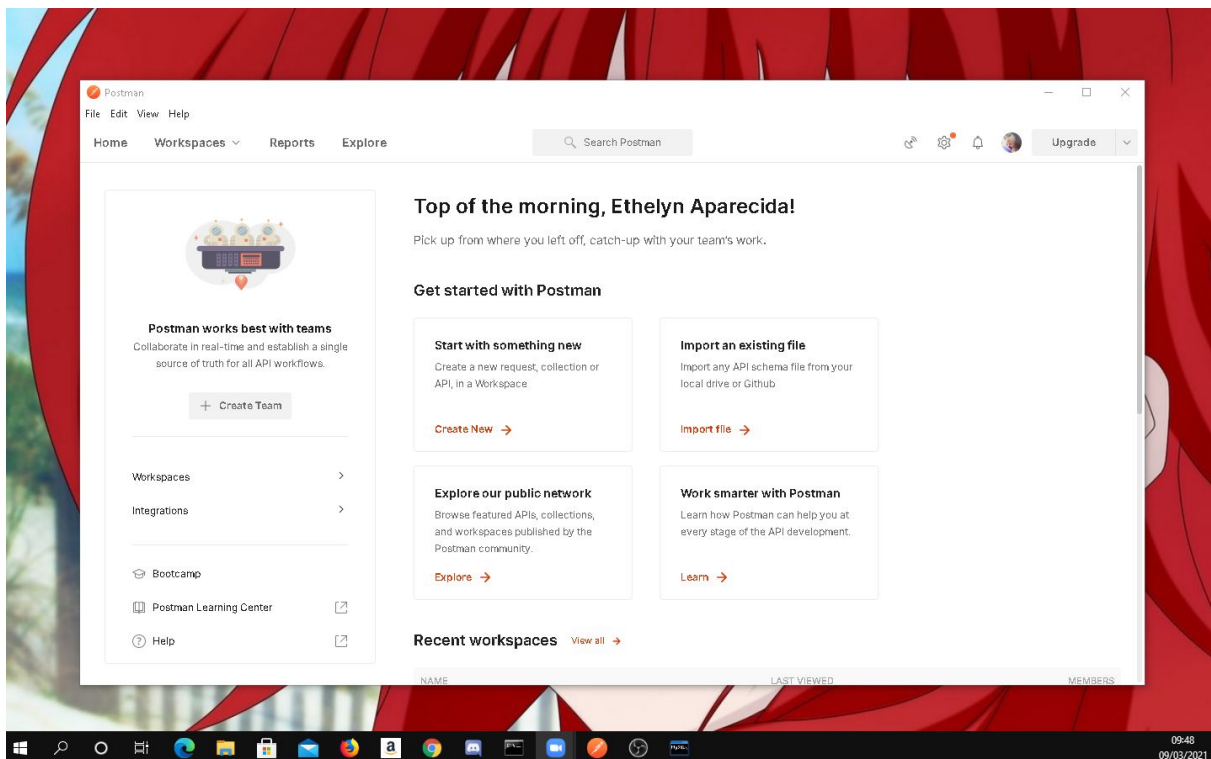 Postman
File Edit View Help
Home Workspaces Reports Explore Search Postman Upgrade
Postman works best with teams
Collaborate in real-time and establish a single
source of truth for all API workflows.
Create Team
Workspaces
Integrations
Bootcamp
Postman Learning Center
Help
Top of the morning, Ethelyn Aparecida!
Pick up from where you left off, catch-up with your team's work.
Get started with Postman
Start with something new
Create a new request, collection or
API, in a Workspace
Create New
Import an existing file
Import any API schema file from your
local drive or Github
Import file
Explore our public network
Browse featured APIs, collections,
and workspaces published by the
Postman community.
Explore
Work smarter with Postman
Learn how Postman can help you at
every stage of the API development.
Learn
Recent workspaces View all
NAME LAST VIEWED MEMBERS
a
09:48
09/03/2021